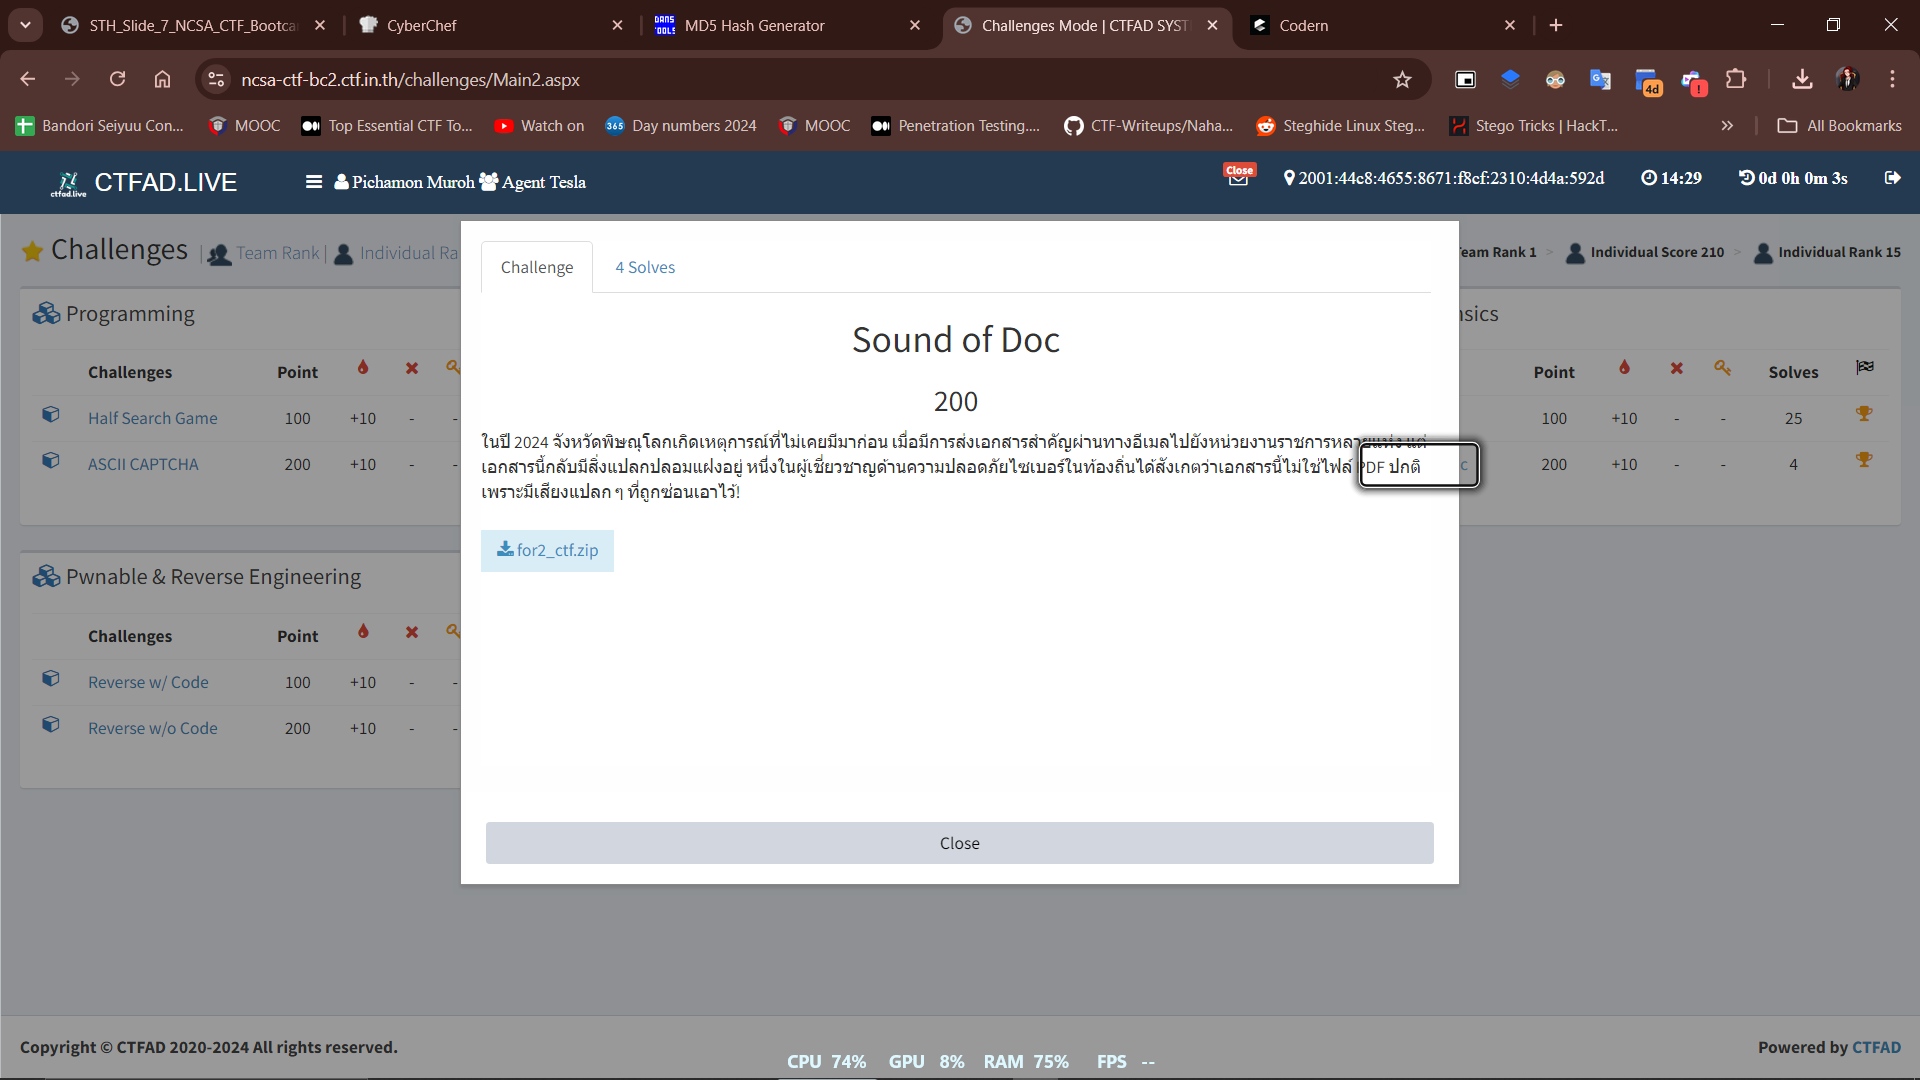 STH_Slide_7_NCSA_CTF_Bootca
CyberChef
MD5 Hash Generator
Challenges Mode | CTFAD SYST
Codern
ncsa-ctf-bc2.ctf.in.th/challenges/Main2.aspx
4d
!
Bandori Seiyuu Con...
MOOC
Top Essential CTF To...
Watch on
365
Day numbers 2024
MOOC
Penetration Testing....
CTF-Writeups/Naha...
Steghide Linux Steg...
Stego Tricks | HackT...
All Bookmarks
ctfad.live
CTFAD.LIVE
Pichamon Muroh
Agent Tesla
Close
2001:44c8:4655:8671:f8cf:2310:4d4a:592d
14:29
0d 0h 0m 3s
Challenges
| Team Rank | Individual Ra
Team Rank 1 > Individual Score 210 > Individual Rank 15
Challenge
4 Solves
Sound of Doc
200
ในปี 2024 จังหวัดพิษณุโลกเกิดเหตุการณ์ที่ไม่เคยมีมาก่อน เมื่อมีการส่งเอกสารสำคัญผ่านทางอีเมลไปยังหน่วยงานราชการหลายแห่ง แต่
เอกสารนี้กลับมีสิ่งแปลกปลอมแฝงอยู่ หนึ่งในผู้เชี่ยวชาญด้านความปลอดภัยไซเบอร์ในท้องถิ่นได้สังเกตว่าเอกสารนี้ไม่ใช่ไฟล์ PDF ปกติ
เพราะมีเสียงแปลก ๆ ที่ถูกซ่อนเอาไว้!
for2_ctf.zip
Close
Programming
Challenges Point
Half Search Game 100 +10 - -
ASCII CAPTCHA 200 +10 - -
nsics
Point Solves
100 +10 - - 25
c 200 +10 - - 4
Pwnable & Reverse Engineering
Challenges Point
Reverse w/ Code 100 +10 - -
Reverse w/o Code 200 +10 - -
Copyright © CTFAD 2020-2024 All rights reserved.
Powered by CTFAD
CPU 74% GPU 8% RAM 75% FPS --